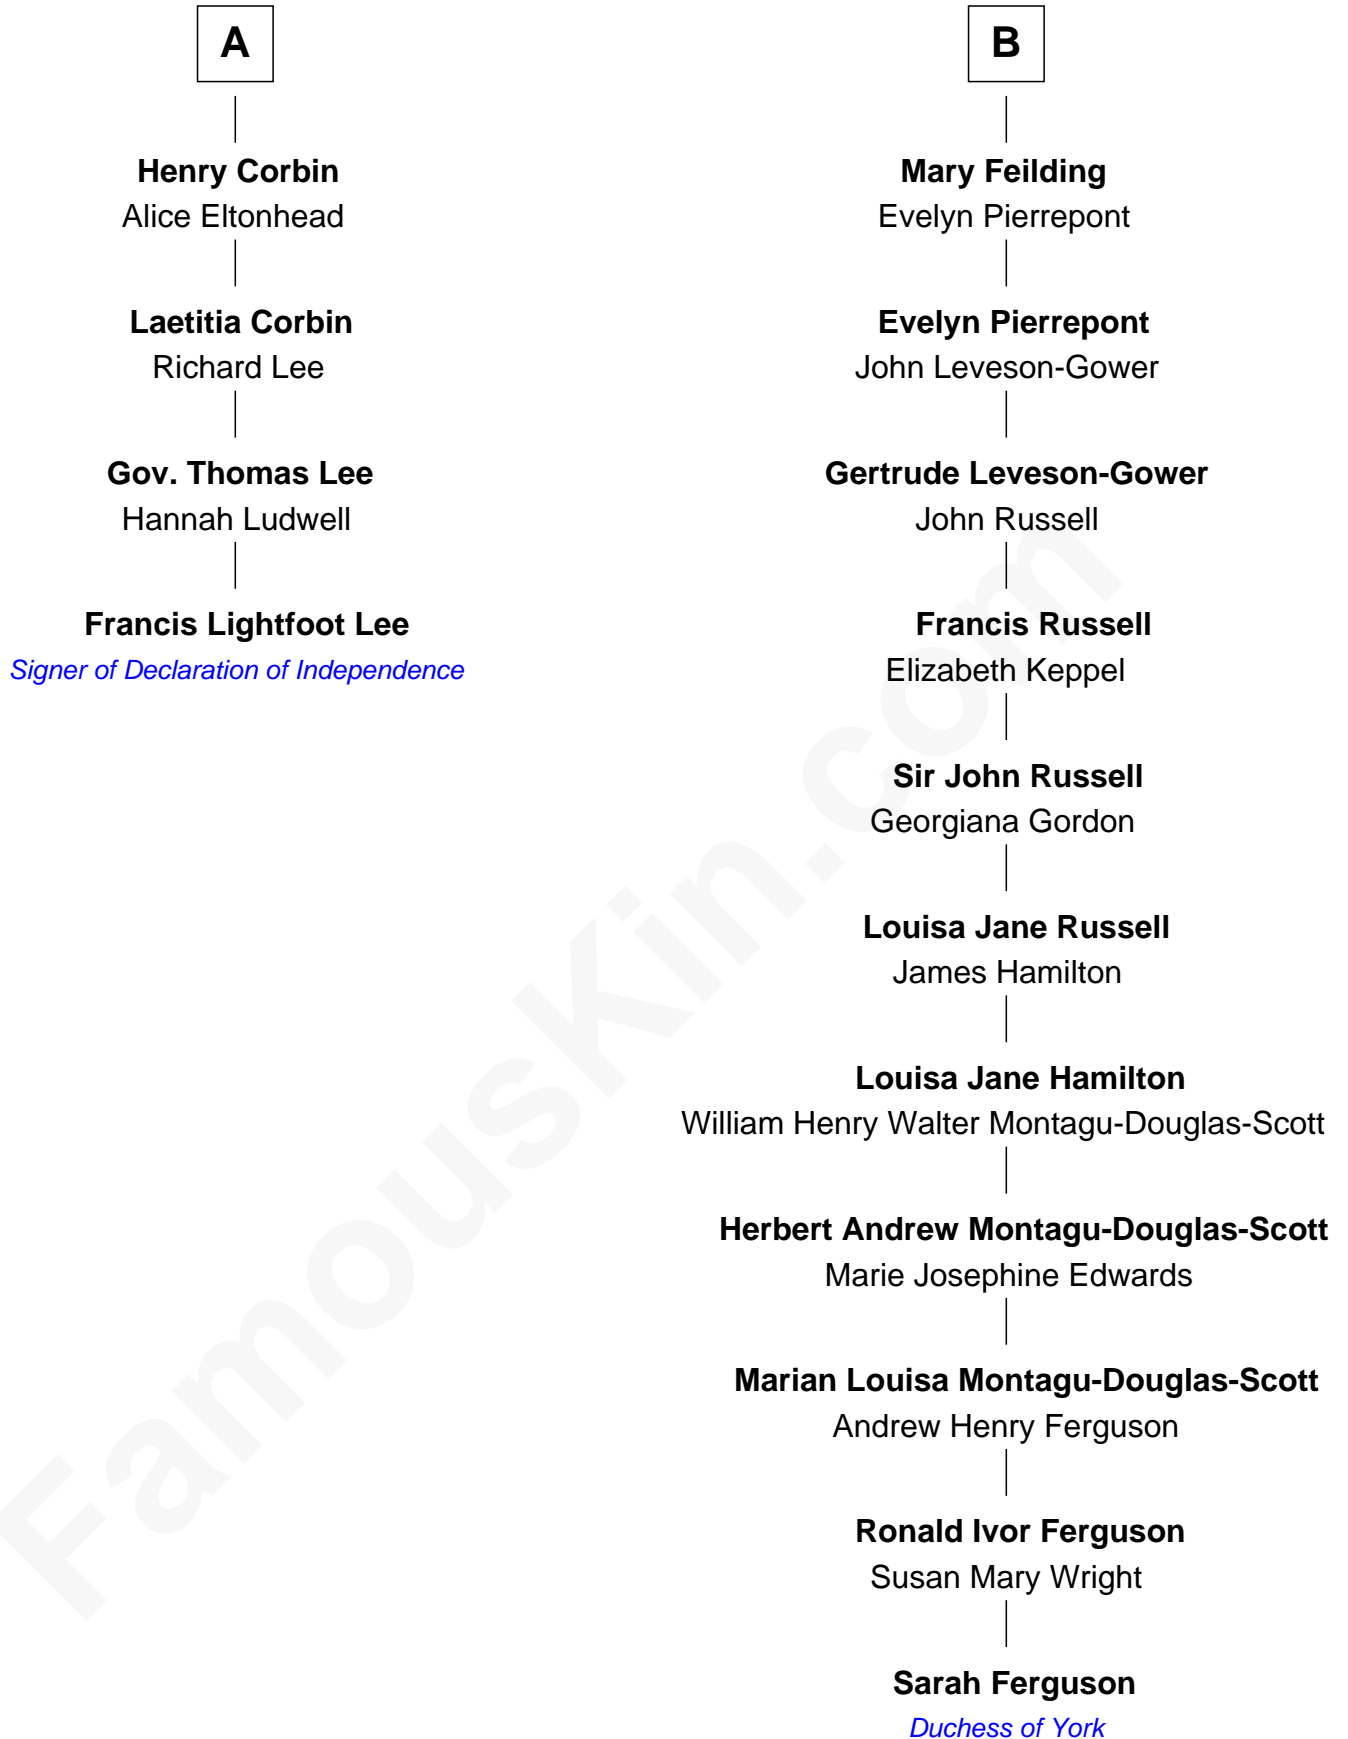 A
Henry Corbin
Alice Eltonhead
Laetitia Corbin
Richard Lee
Gov. Thomas Lee
Hannah Ludwell
Francis Lightfoot Lee
Signer of Declaration of Independence
B
Mary Feilding
Evelyn Pierrepont
Evelyn Pierrepont
John Leveson-Gower
Gertrude Leveson-Gower
John Russell
Francis Russell
Elizabeth Keppel
Sir John Russell
Georgiana Gordon
Louisa Jane Russell
James Hamilton
Louisa Jane Hamilton
William Henry Walter Montagu-Douglas-Scott
Herbert Andrew Montagu-Douglas-Scott
Marie Josephine Edwards
Marian Louisa Montagu-Douglas-Scott
Andrew Henry Ferguson
Ronald Ivor Ferguson
Susan Mary Wright
Sarah Ferguson
Duchess of York
FamousKin.com